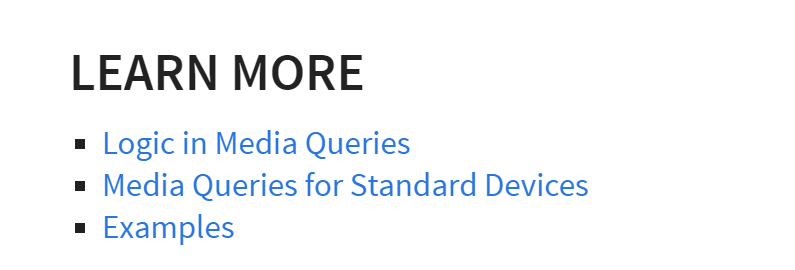 LEARN MORE
Logic in Media Queries
Media Queries for Standard Devices
Examples